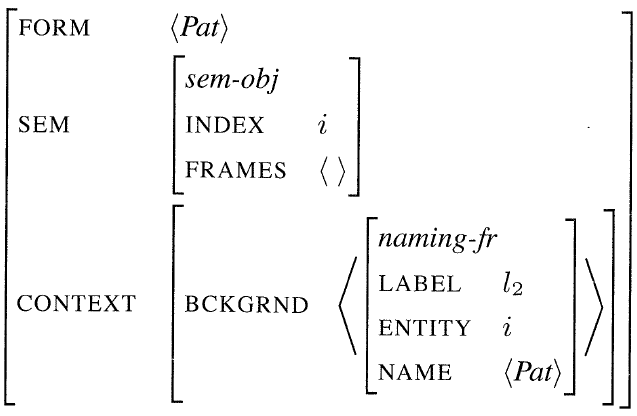 FORM ⟨Pat⟩
sem-obj
SEM INDEX i
FRAMES ⟨ ⟩
naming-fr
LABEL l₂
CONTEXT BCKGRND ENTITY i
NAME ⟨Pat⟩